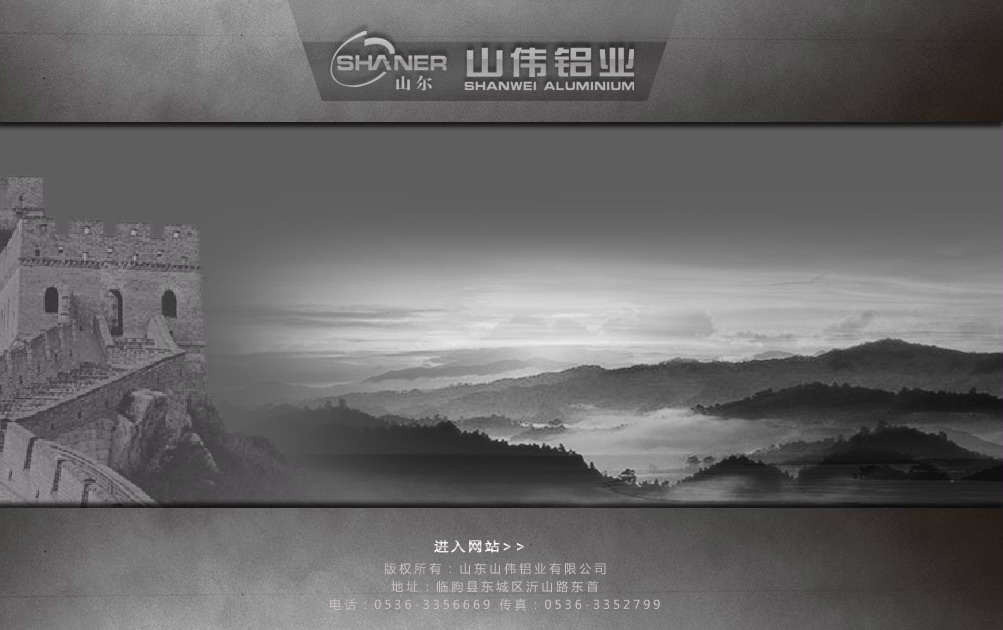 SHANER
山尔
山伟铝业
SHANWEI ALUMINIUM
进入网站>>
版权所有：山东山伟铝业有限公司
地址：临朐县东城区沂山路东首
电话：0536-3356669 传真：0536-3352799